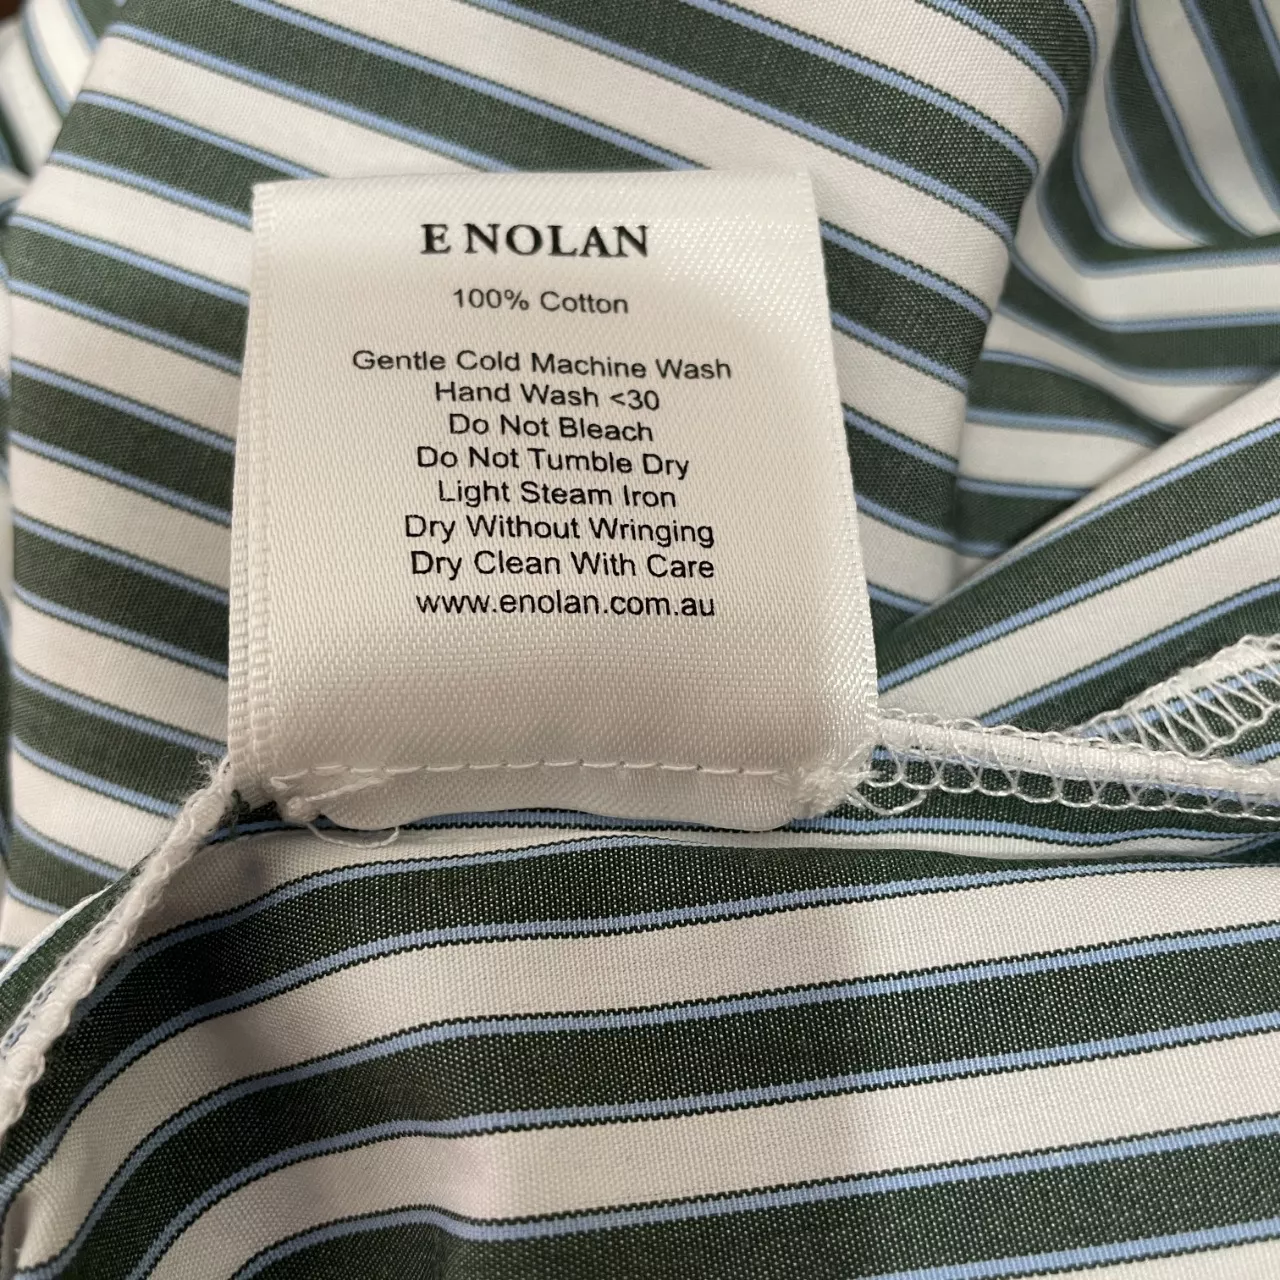 E NOLAN
100% Cotton
Gentle Cold Machine Wash
Hand Wash <30
Do Not Bleach
Do Not Tumble Dry
Light Steam Iron
Dry Without Wringing
Dry Clean With Care
www.enolan.com.au